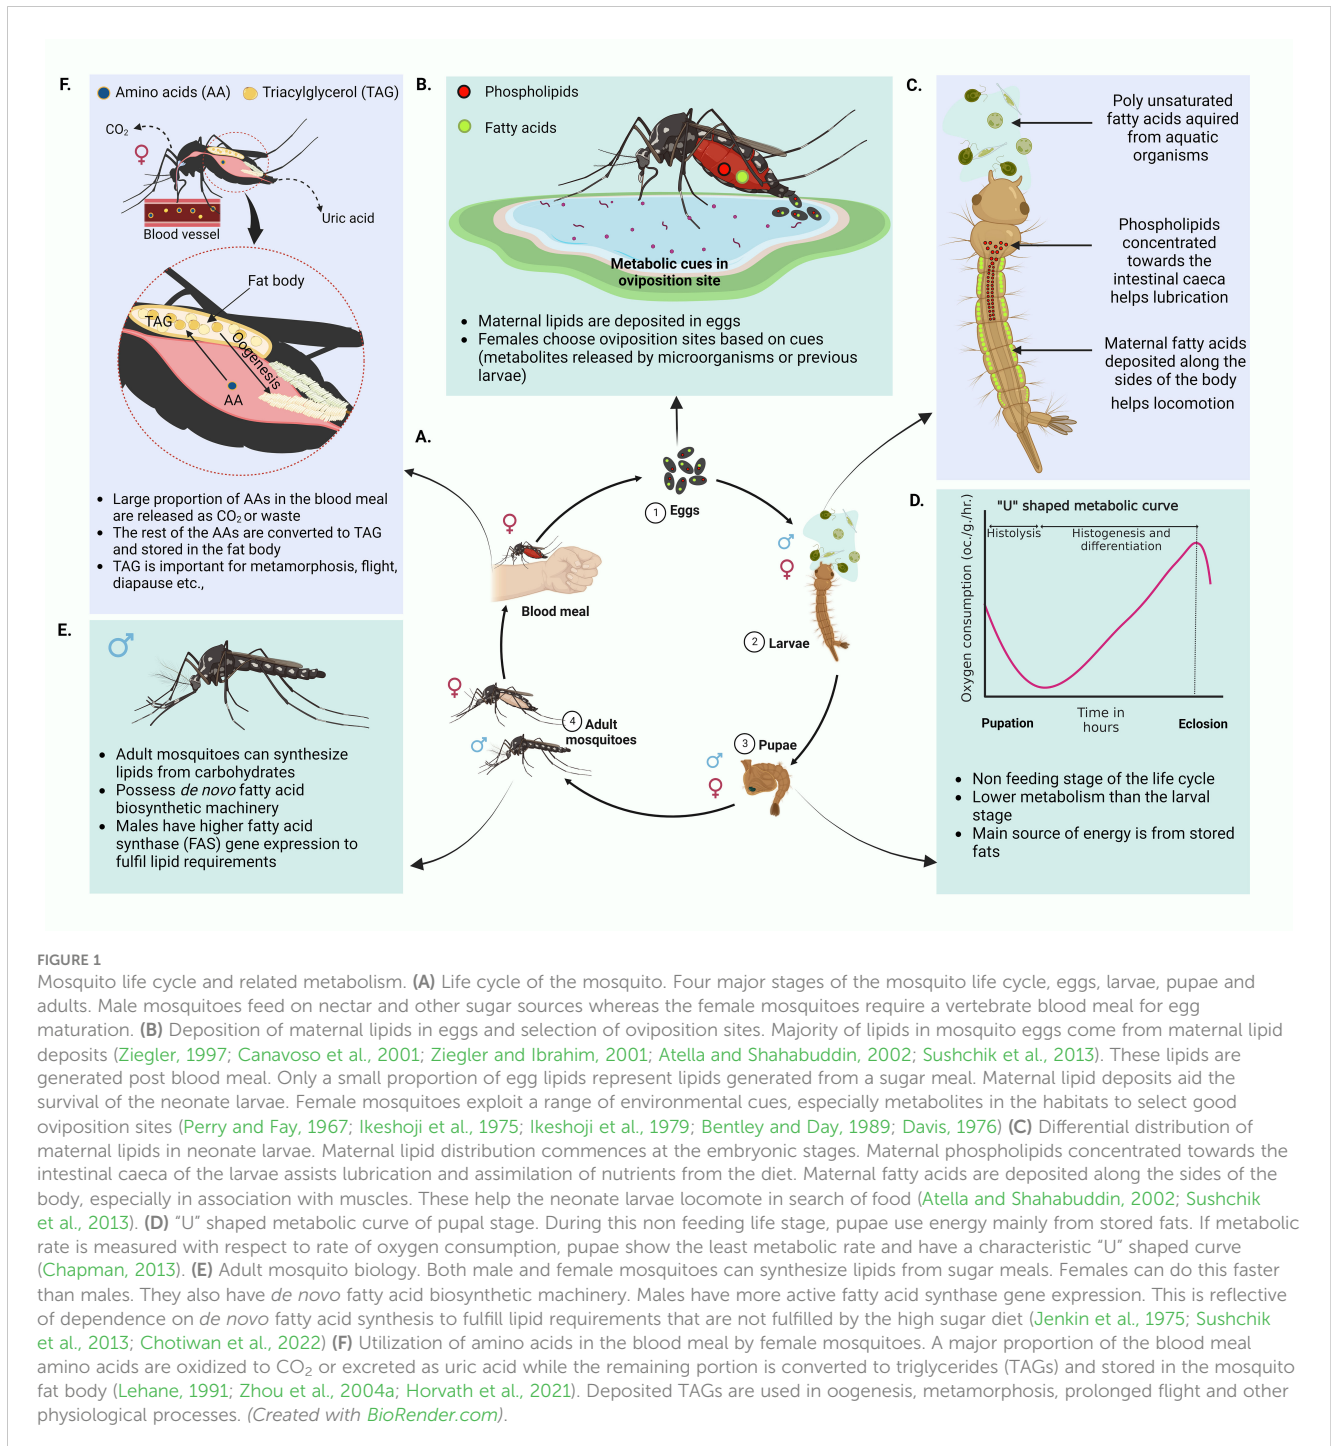 F.
Amino acids (AA)
Triacylglycerol (TAG)
CO2
Uric acid
Blood vessel
Fat body
TAG
Oogenesis
AA
• Large proportion of AAs in the blood meal
are released as CO2 or waste
• The rest of the AAs are converted to TAG
and stored in the fat body
• TAG is important for metamorphosis, flight,
diapause etc.,
B.
Phospholipids
Fatty acids
Metabolic cues in
oviposition site
• Maternal lipids are deposited in eggs
• Females choose oviposition sites based on cues
(metabolites released by microorganisms or previous
larvae)
C.
Poly unsaturated
fatty acids aquired
from aquatic
organisms
Phospholipids
concentrated
towards the
intestinal caeca
helps lubrication
Maternal fatty acids
deposited along the
sides of the body
helps locomotion
A.
1 Eggs
2 Larvae
3 Pupae
4 Adult
mosquitoes
Blood meal
D.
"U" shaped metabolic curve
Histolysis
Histogenesis and
differentiation
Oxygen consumption (oc./g./hr.)
Pupation
Time in
hours
Eclosion
• Non feeding stage of the life cycle
• Lower metabolism than the larval
stage
• Main source of energy is from stored
fats
E.
• Adult mosquitoes can synthesize
lipids from carbohydrates
• Possess de novo fatty acid
biosynthetic machinery
• Males have higher fatty acid
synthase (FAS) gene expression to
fulfil lipid requirements
FIGURE 1
Mosquito life cycle and related metabolism. (A) Life cycle of the mosquito. Four major stages of the mosquito life cycle, eggs, larvae, pupae and
adults. Male mosquitoes feed on nectar and other sugar sources whereas the female mosquitoes require a vertebrate blood meal for egg
maturation. (B) Deposition of maternal lipids in eggs and selection of oviposition sites. Majority of lipids in mosquito eggs come from maternal lipid
deposits (Ziegler, 1997; Canavoso et al., 2001; Ziegler and Ibrahim, 2001; Atella and Shahabuddin, 2002; Sushchik et al., 2013). These lipids are
generated post blood meal. Only a small proportion of egg lipids represent lipids generated from a sugar meal. Maternal lipid deposits aid the
survival of the neonate larvae. Female mosquitoes exploit a range of environmental cues, especially metabolites in the habitats to select good
oviposition sites (Perry and Fay, 1967; Ikeshoji et al., 1975; Ikeshoji et al., 1979; Bentley and Day, 1989; Davis, 1976) (C) Differential distribution of
maternal lipids in neonate larvae. Maternal lipid distribution commences at the embryonic stages. Maternal phospholipids concentrated towards the
intestinal caeca of the larvae assists lubrication and assimilation of nutrients from the diet. Maternal fatty acids are deposited along the sides of the
body, especially in association with muscles. These help the neonate larvae locomote in search of food (Atella and Shahabuddin, 2002; Sushchik
et al., 2013). (D) “U” shaped metabolic curve of pupal stage. During this non feeding life stage, pupae use energy mainly from stored fats. If metabolic
rate is measured with respect to rate of oxygen consumption, pupae show the least metabolic rate and have a characteristic “U” shaped curve
(Chapman, 2013). (E) Adult mosquito biology. Both male and female mosquitoes can synthesize lipids from sugar meals. Females can do this faster
than males. They also have de novo fatty acid biosynthetic machinery. Males have more active fatty acid synthase gene expression. This is reflective
of dependence on de novo fatty acid synthesis to fulfill lipid requirements that are not fulfilled by the high sugar diet (Jenkin et al., 1975; Sushchik
et al., 2013; Chotiwan et al., 2022) (F) Utilization of amino acids in the blood meal by female mosquitoes. A major proportion of the blood meal
amino acids are oxidized to CO2 or excreted as uric acid while the remaining portion is converted to triglycerides (TAGs) and stored in the mosquito
fat body (Lehane, 1991; Zhou et al., 2004a; Horvath et al., 2021). Deposited TAGs are used in oogenesis, metamorphosis, prolonged flight and other
physiological processes. (Created with BioRender.com).